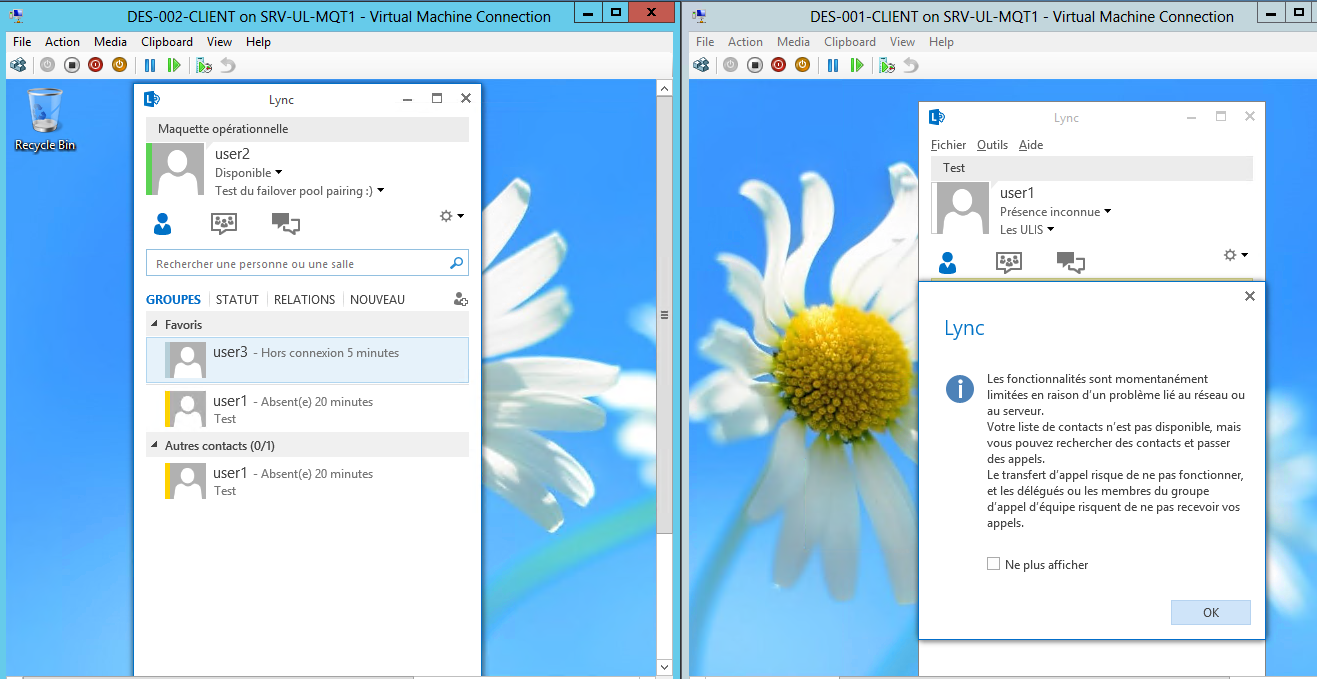 DES-002-CLIENT on SRV-UL-MQT1 - Virtual Machine Connection
File Action Media Clipboard View Help
Recycle Bin
Lync
Maquette opérationnelle
user2
Disponible
Test du failover pool pairing :)
Rechercher une personne ou une salle
GROUPES STATUT RELATIONS NOUVEAU
Favoris
user3 - Hors connexion 5 minutes
user1 - Absent(e) 20 minutes
Test
Autres contacts (0/1)
user1 - Absent(e) 20 minutes
Test
DES-001-CLIENT on SRV-UL-MQT1 - Virtual Machine Connection
File Action Media Clipboard View Help
Lync
Fichier Outils Aide
Test
user1
Présence inconnue
Les ULIS
Lync
Les fonctionnalités sont momentanément
limitées en raison d'un problème lié au réseau ou
au serveur.
Votre liste de contacts n'est pas disponible, mais
vous pouvez rechercher des contacts et passer
des appels.
Le transfert d'appel risque de ne pas fonctionner,
et les délégués ou les membres du groupe
d'appel d'équipe risquent de ne pas recevoir vos
appels.
Ne plus afficher
OK